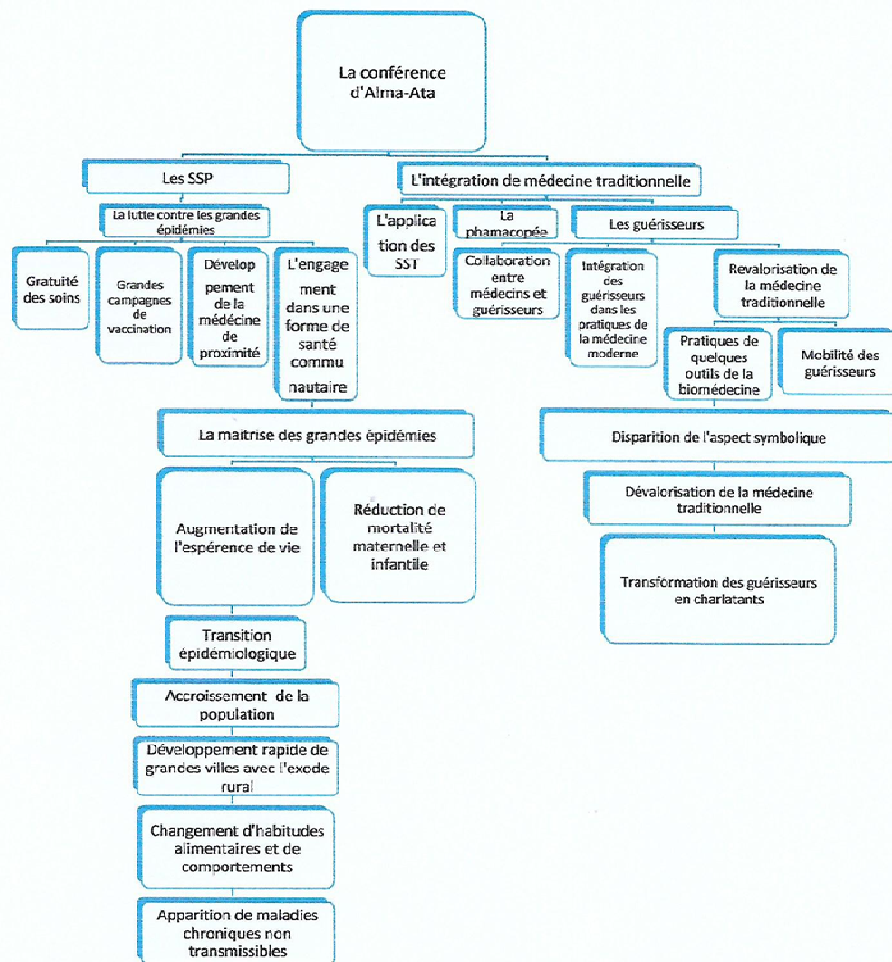 La conférence
d'Alma-Ata
Les SSP
L'intégration de médecine traditionnelle
La lutte contre les grandes
épidémies
L'applica
tion des
SST
La
phamacopée
Les guérisseurs
Gratuité
des soins
Grandes
campagnes
de
vaccination
Dévelop
pement de
la
médécine
de
proximité
L'engage
ment
dans une
forme de
santé
commu
nautaire
Collaboration
entre
médecins et
guérisseurs
Intégration
des
guérisseurs
dans les
pratiques de
la médecine
moderne
Revalorisation de
la médecine
traditionnelle
Pratiques de
quelques
outils de la
biomédecine
Mobilité des
guérisseurs
La maitrise des grandes épidémies
Disparition de l'aspect symbolique
Augmentation de
l'espérence de vie
Réduction de
mortalité
maternelle et
infantile
Dévalorisation de la médecine
traditionnelle
Transformation des guérisseurs
en charlatants
Transition
épidémiologique
Accroissement de la
population
Développement rapide de
grandes villes avec l'exode
rural
Changement d'habitudes
alimentaires et de
comportements
Apparition de maladies
chroniques non
transmissibles